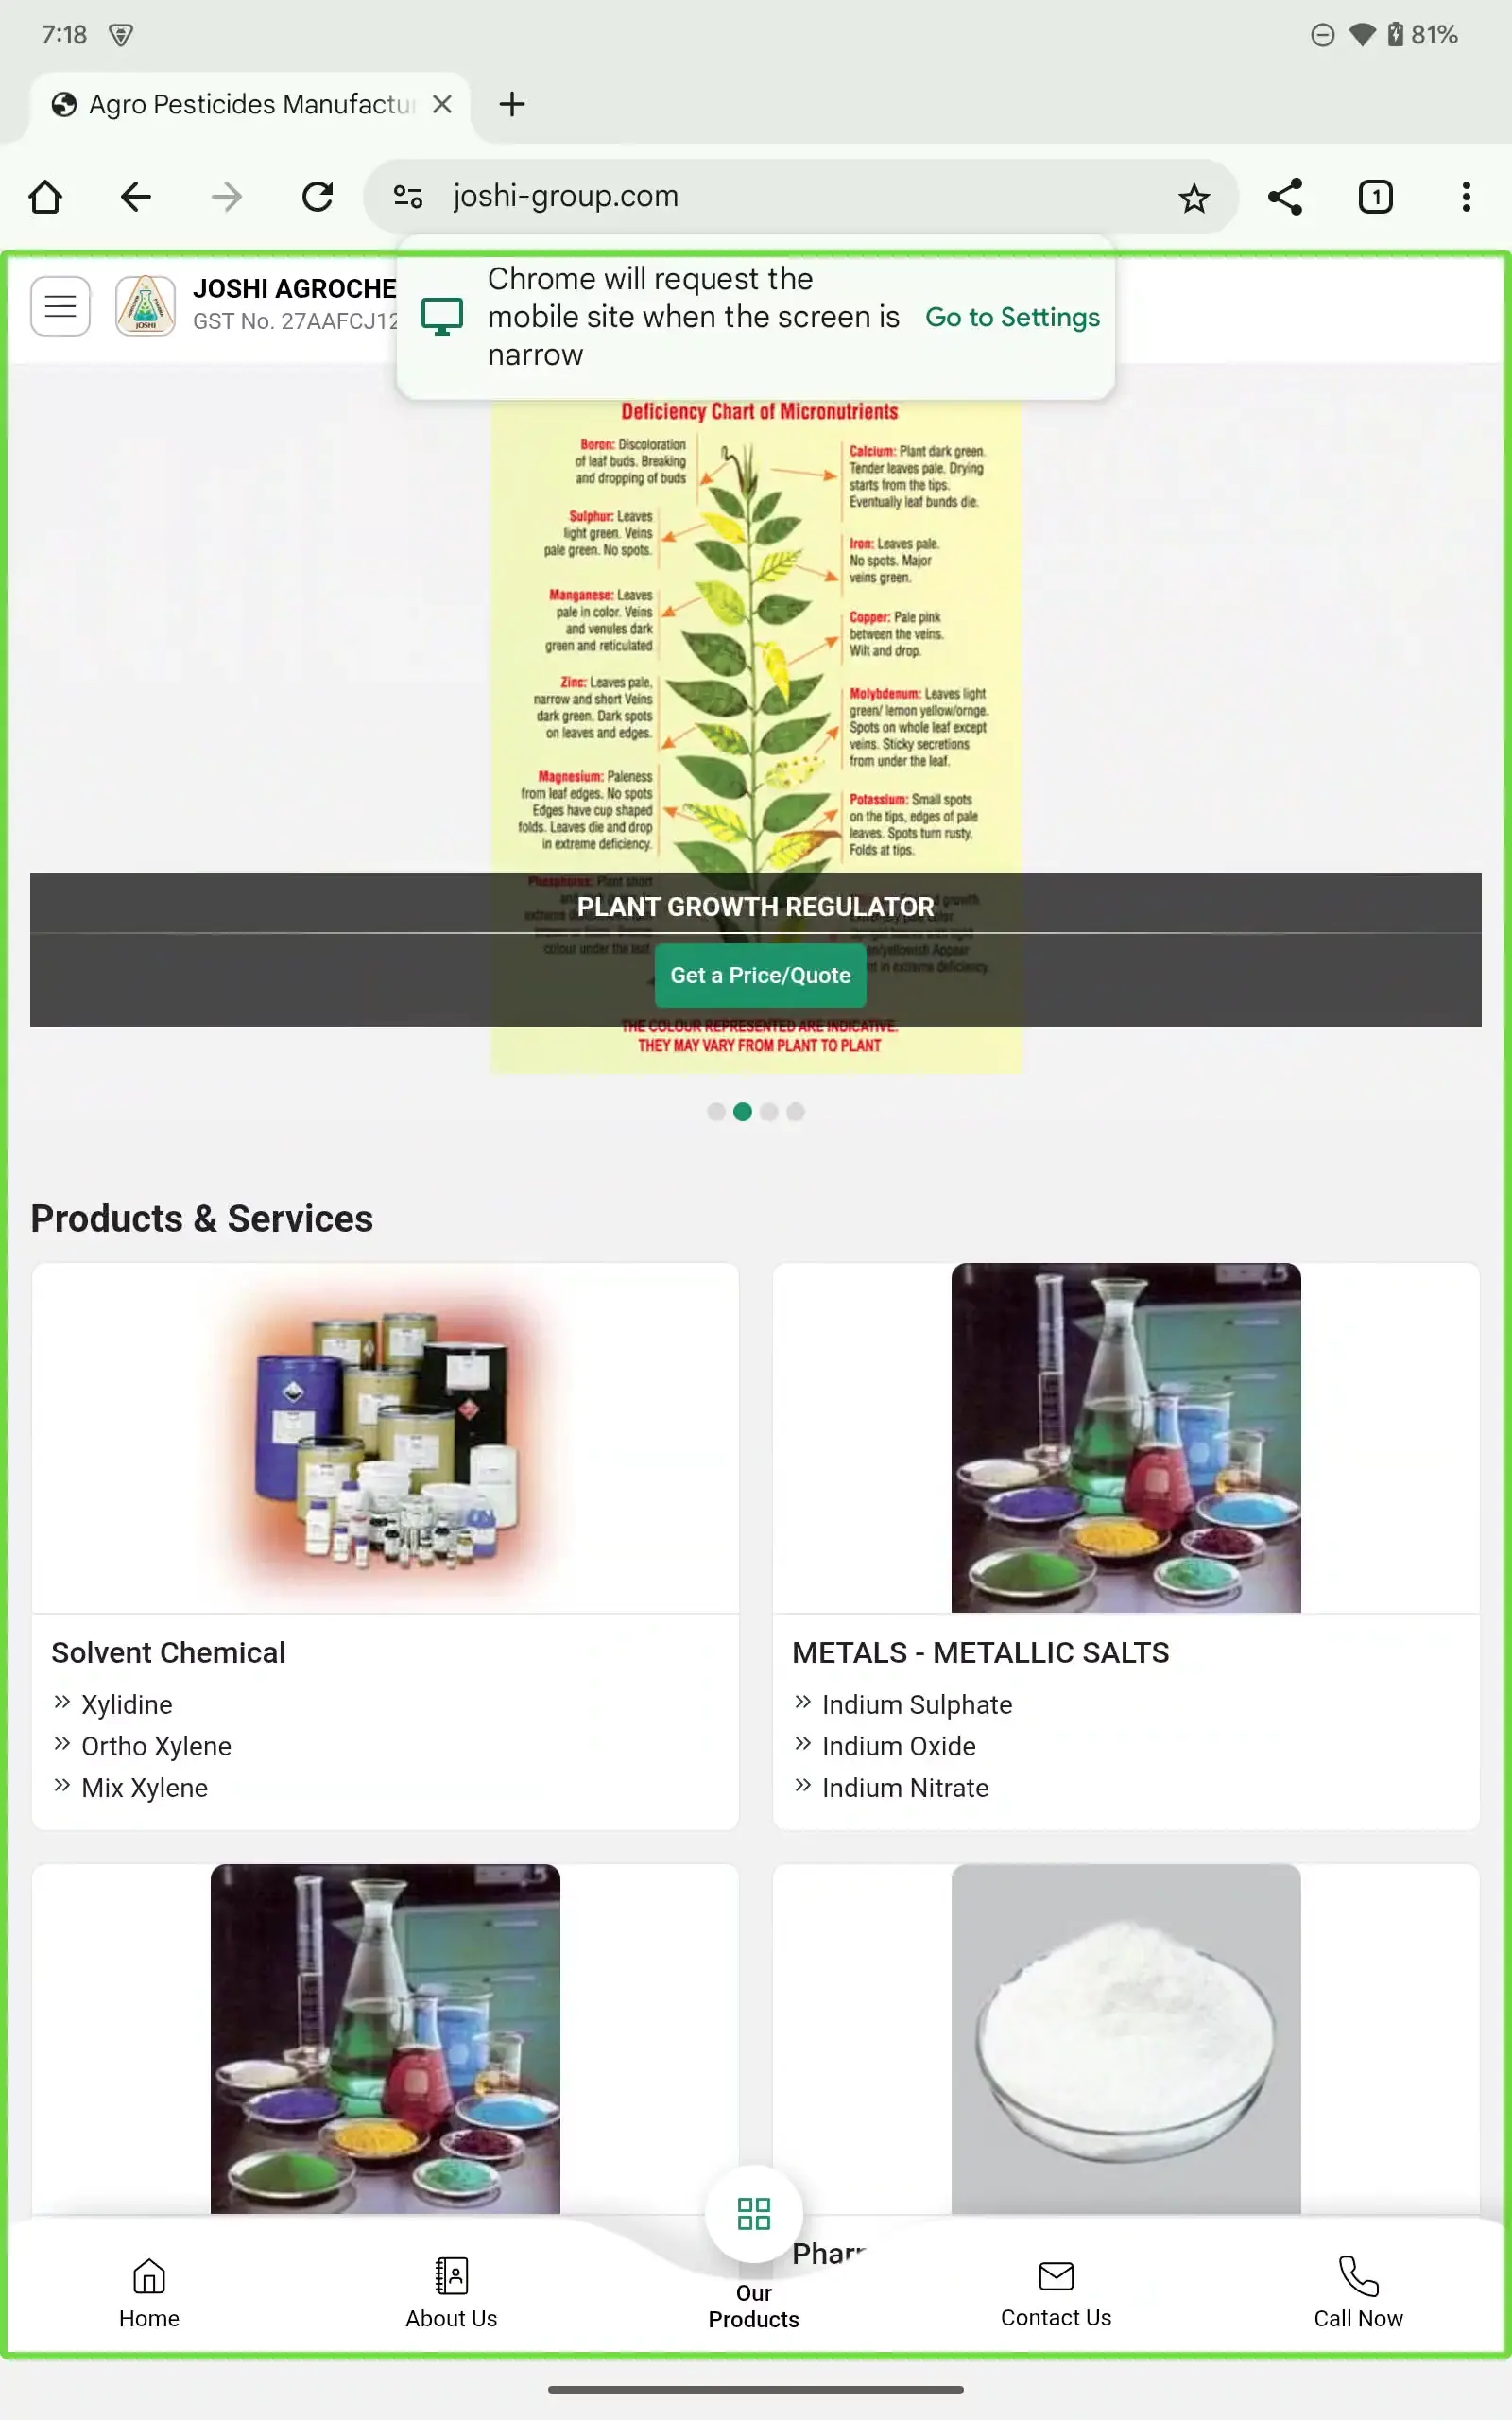 7:18
81%
Agro Pesticides Manufactu
joshi-group.com
1
JOSHI AGROCHE
GST No. 27AAFCJ12
Chrome will request the
mobile site when the screen is
narrow
Go to Settings
JOSHI
Deficiency Chart of Micronutrients
Boron: Discoloration
of leaf buds. Breaking
and dropping of buds
Sulphur: Leaves
light green. Veins
pale green. No spots.
Manganese: Leaves
pale in color. Veins
and venules dark
green and reticulated
Zinc: Leaves pale,
narrow and short Veins
dark green. Dark spots
on leaves and edges.
Magnesium: Paleness
from leaf edges. No spots
Edges have cup shaped
folds. Leaves die and drop
in extreme deficiency.
Phosphorus: Plant short
colour under the leaf.
Calcium: Plant dark green.
Tender leaves pale. Drying
starts from the tips.
Eventually leaf bunds die.
Iron: Leaves pale.
No spots. Major
veins green.
Copper: Pale pink
between the veins.
Wilt and drop.
Molybdenum: Leaves light
green/ lemon yellow/ornge.
Spots on whole leaf except
veins. Sticky secretions
from under the leaf.
Potassium: Small spots
on the tips, edges of pale
leaves. Spots turn rusty.
Folds at tips.
growth
Appear
in extreme deficiency.
PLANT GROWTH REGULATOR
Get a Price/Quote
THE COLOUR REPRESENTED ARE INDICATIVE.
THEY MAY VARY FROM PLANT TO PLANT
Products & Services
Solvent Chemical
» Xylidine
» Ortho Xylene
» Mix Xylene
METALS - METALLIC SALTS
» Indium Sulphate
» Indium Oxide
» Indium Nitrate
Phar
Home
About Us
Our
Products
Contact Us
Call Now